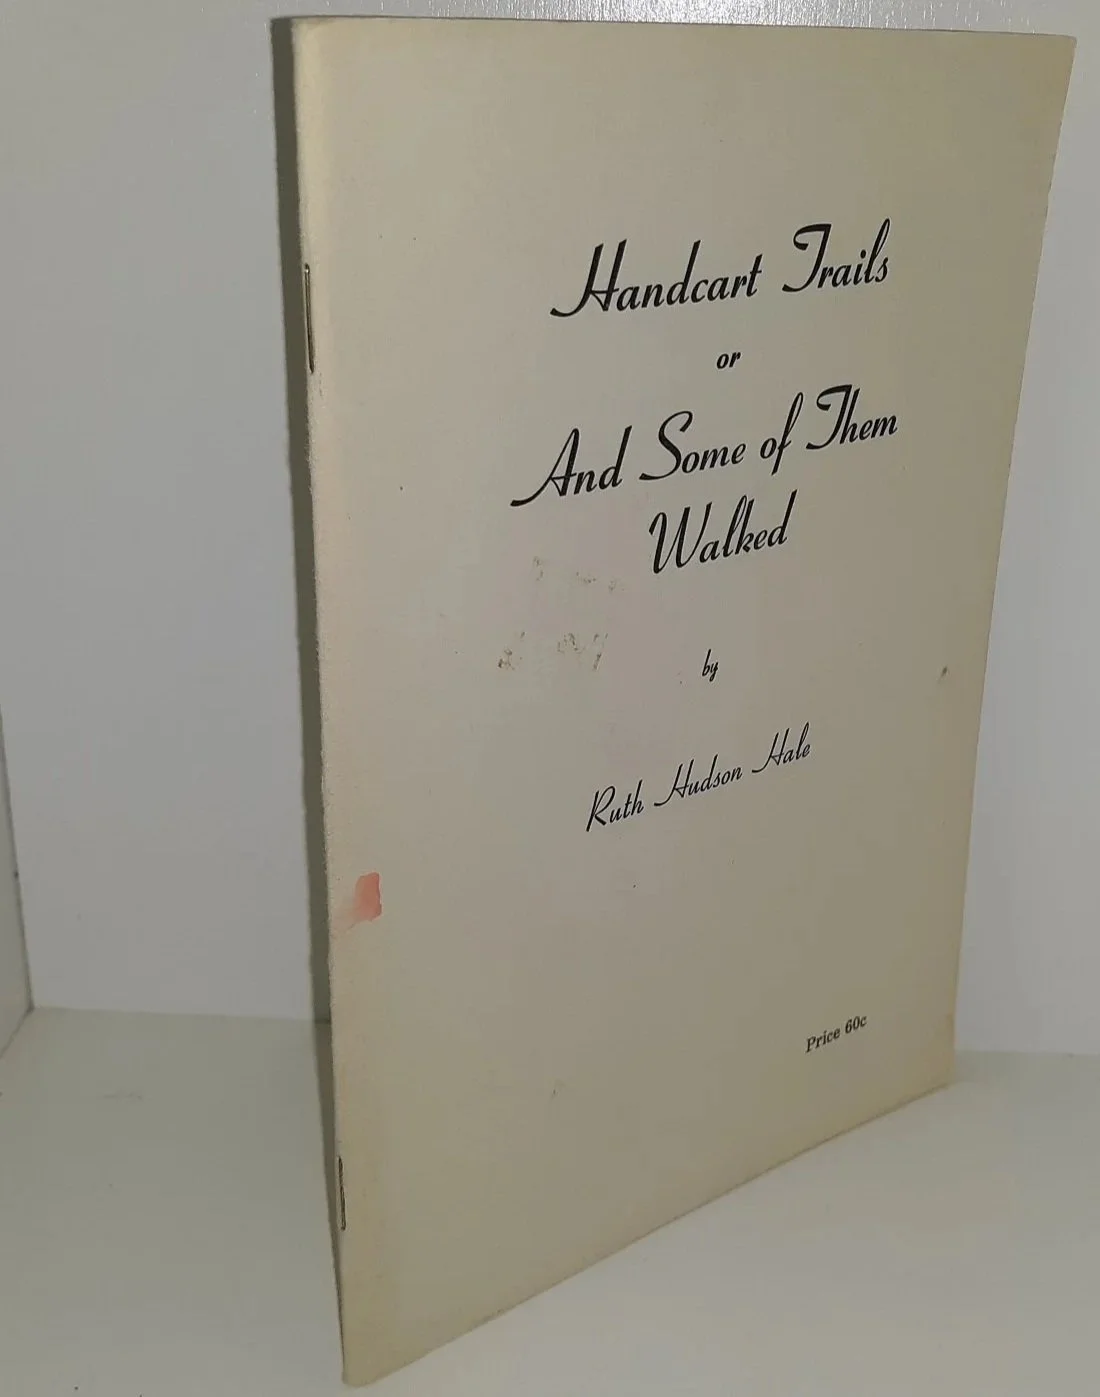 Handcart Trails
or
And Some of Them
Walked
by
Ruth Hudson Hale
Price 60c